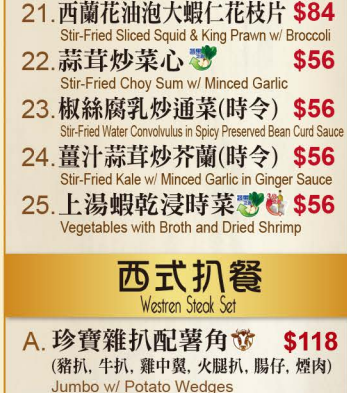 21.西蘭花油泡大蝦仁花枝片 $84
Stir-Fried Sliced Squid & King Prawn w/ Broccoli
22.蒜茸炒菜心 $56
Stir-Fried Choy Sum w/ Minced Garlic
23.椒絲腐乳炒通菜(時令) $56
Stir-Fried Water Convolvulus in Spicy Preserved Bean Curd Sauce
24.薑汁蒜茸炒芥蘭(時令) $56
Stir-Fried Kale w/ Minced Garlic in Ginger Sauce
25.上湯蝦乾浸時菜 $56
Vegetables with Broth and Dried Shrimp
西式扒餐
Westren Steak Set
A. 珍寶雜扒配薯角 $118
(豬扒, 牛扒, 雞中翼, 火腿扒, 腸仔, 煙肉)
Jumbo w/ Potato Wedges